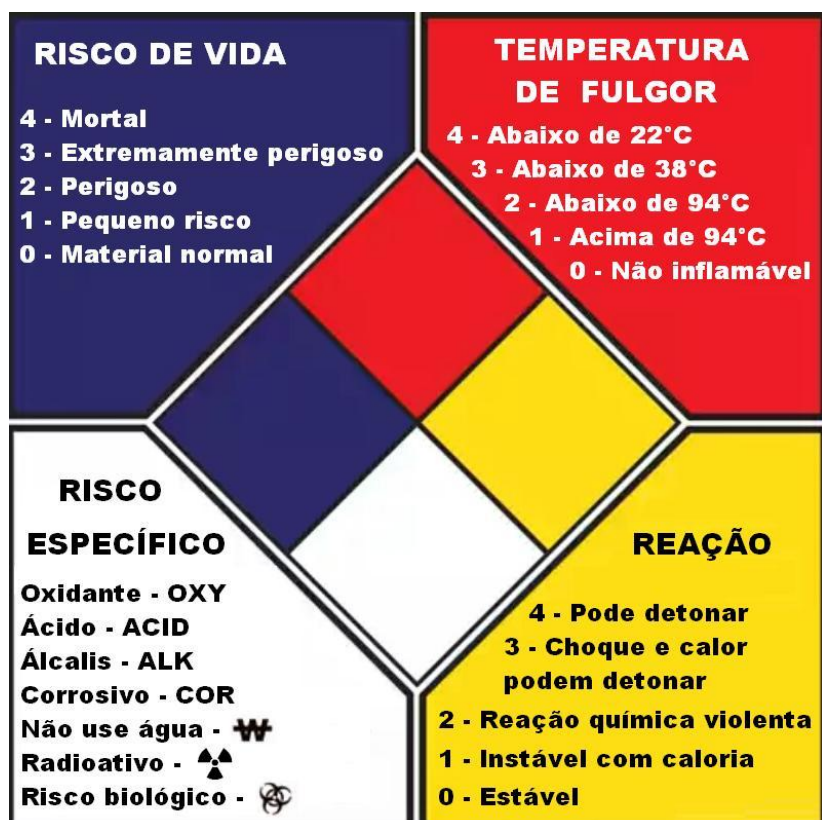 RISCO DE VIDA
4 - Mortal
3 - Extremamente perigoso
2 - Perigoso
1 - Pequeno risco
0 - Material normal
TEMPERATURA
DE FULGOR
4 - Abaixo de 22°C
3 - Abaixo de 38°C
2 - Abaixo de 94°C
1 - Acima de 94°C
0 - Não inflamável
RISCO
ESPECÍFICO
Oxidante - OXY
Ácido - ACID
Álcalis - ALK
Corrosivo - COR
Não use água - W
Radioativo -
Risco biológico -
REAÇÃO
4 - Pode detonar
3 - Choque e calor
podem detonar
2 - Reação química violenta
1 - Instável com caloria
0 - Estável